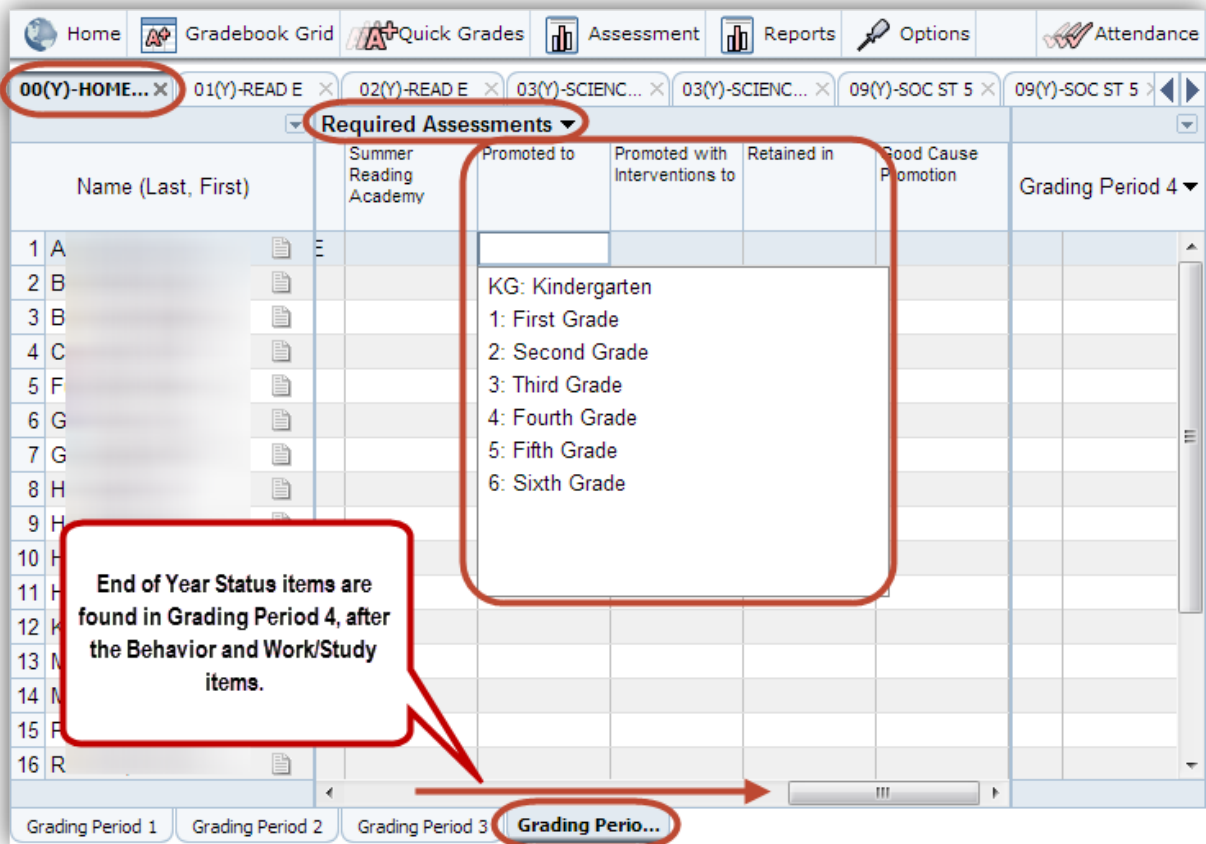 Home Gradebook Grid Quick Grades Assessment Reports Options Attendance
00(Y)-HOME... 01(Y)-READ E 02(Y)-READ E 03(Y)-SCIENC... 03(Y)-SCIENC... 09(Y)-SOC ST 5 09(Y)-SOC ST 5
Required Assessments
Name (Last, First)
Summer
Reading
Academy
Promoted to
Promoted with
Interventions to
Retained in
Good Cause
Promotion
Grading Period 4
1 A E
2 B
3 B
4 C
5 F
6 G
7 G
8 H
9 H
10 H
11 H
12 K
13 M
14 M
15
16 R
KG: Kindergarten
1: First Grade
2: Second Grade
3: Third Grade
4: Fourth Grade
5: Fifth Grade
6: Sixth Grade
End of Year Status items are
found in Grading Period 4, after
the Behavior and Work/Study
items.
Grading Period 1 Grading Period 2 Grading Period 3 Grading Perio...